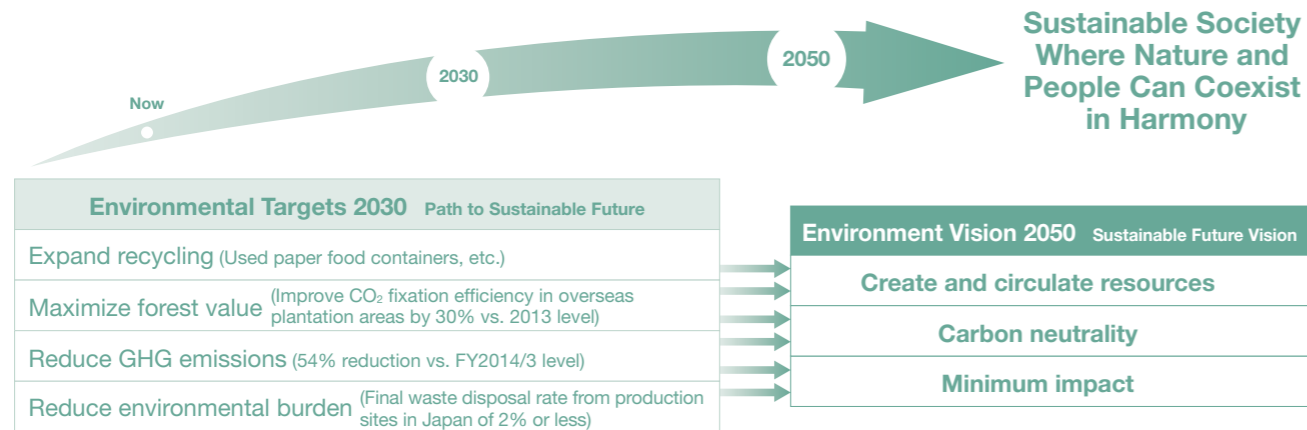 Now
2030
2050
Sustainable Society
Where Nature and
People Can Coexist
in Harmony
Environmental Targets 2030 Path to Sustainable Future
Expand recycling (Used paper food containers, etc.)
Maximize forest value (Improve CO₂ fixation efficiency in overseas
plantation areas by 30% vs. 2013 level)
Reduce GHG emissions (54% reduction vs. FY2014/3 level)
Reduce environmental burden (Final waste disposal rate from production
sites in Japan of 2% or less)
Environment Vision 2050 Sustainable Future Vision
Create and circulate resources
Carbon neutrality
Minimum impact